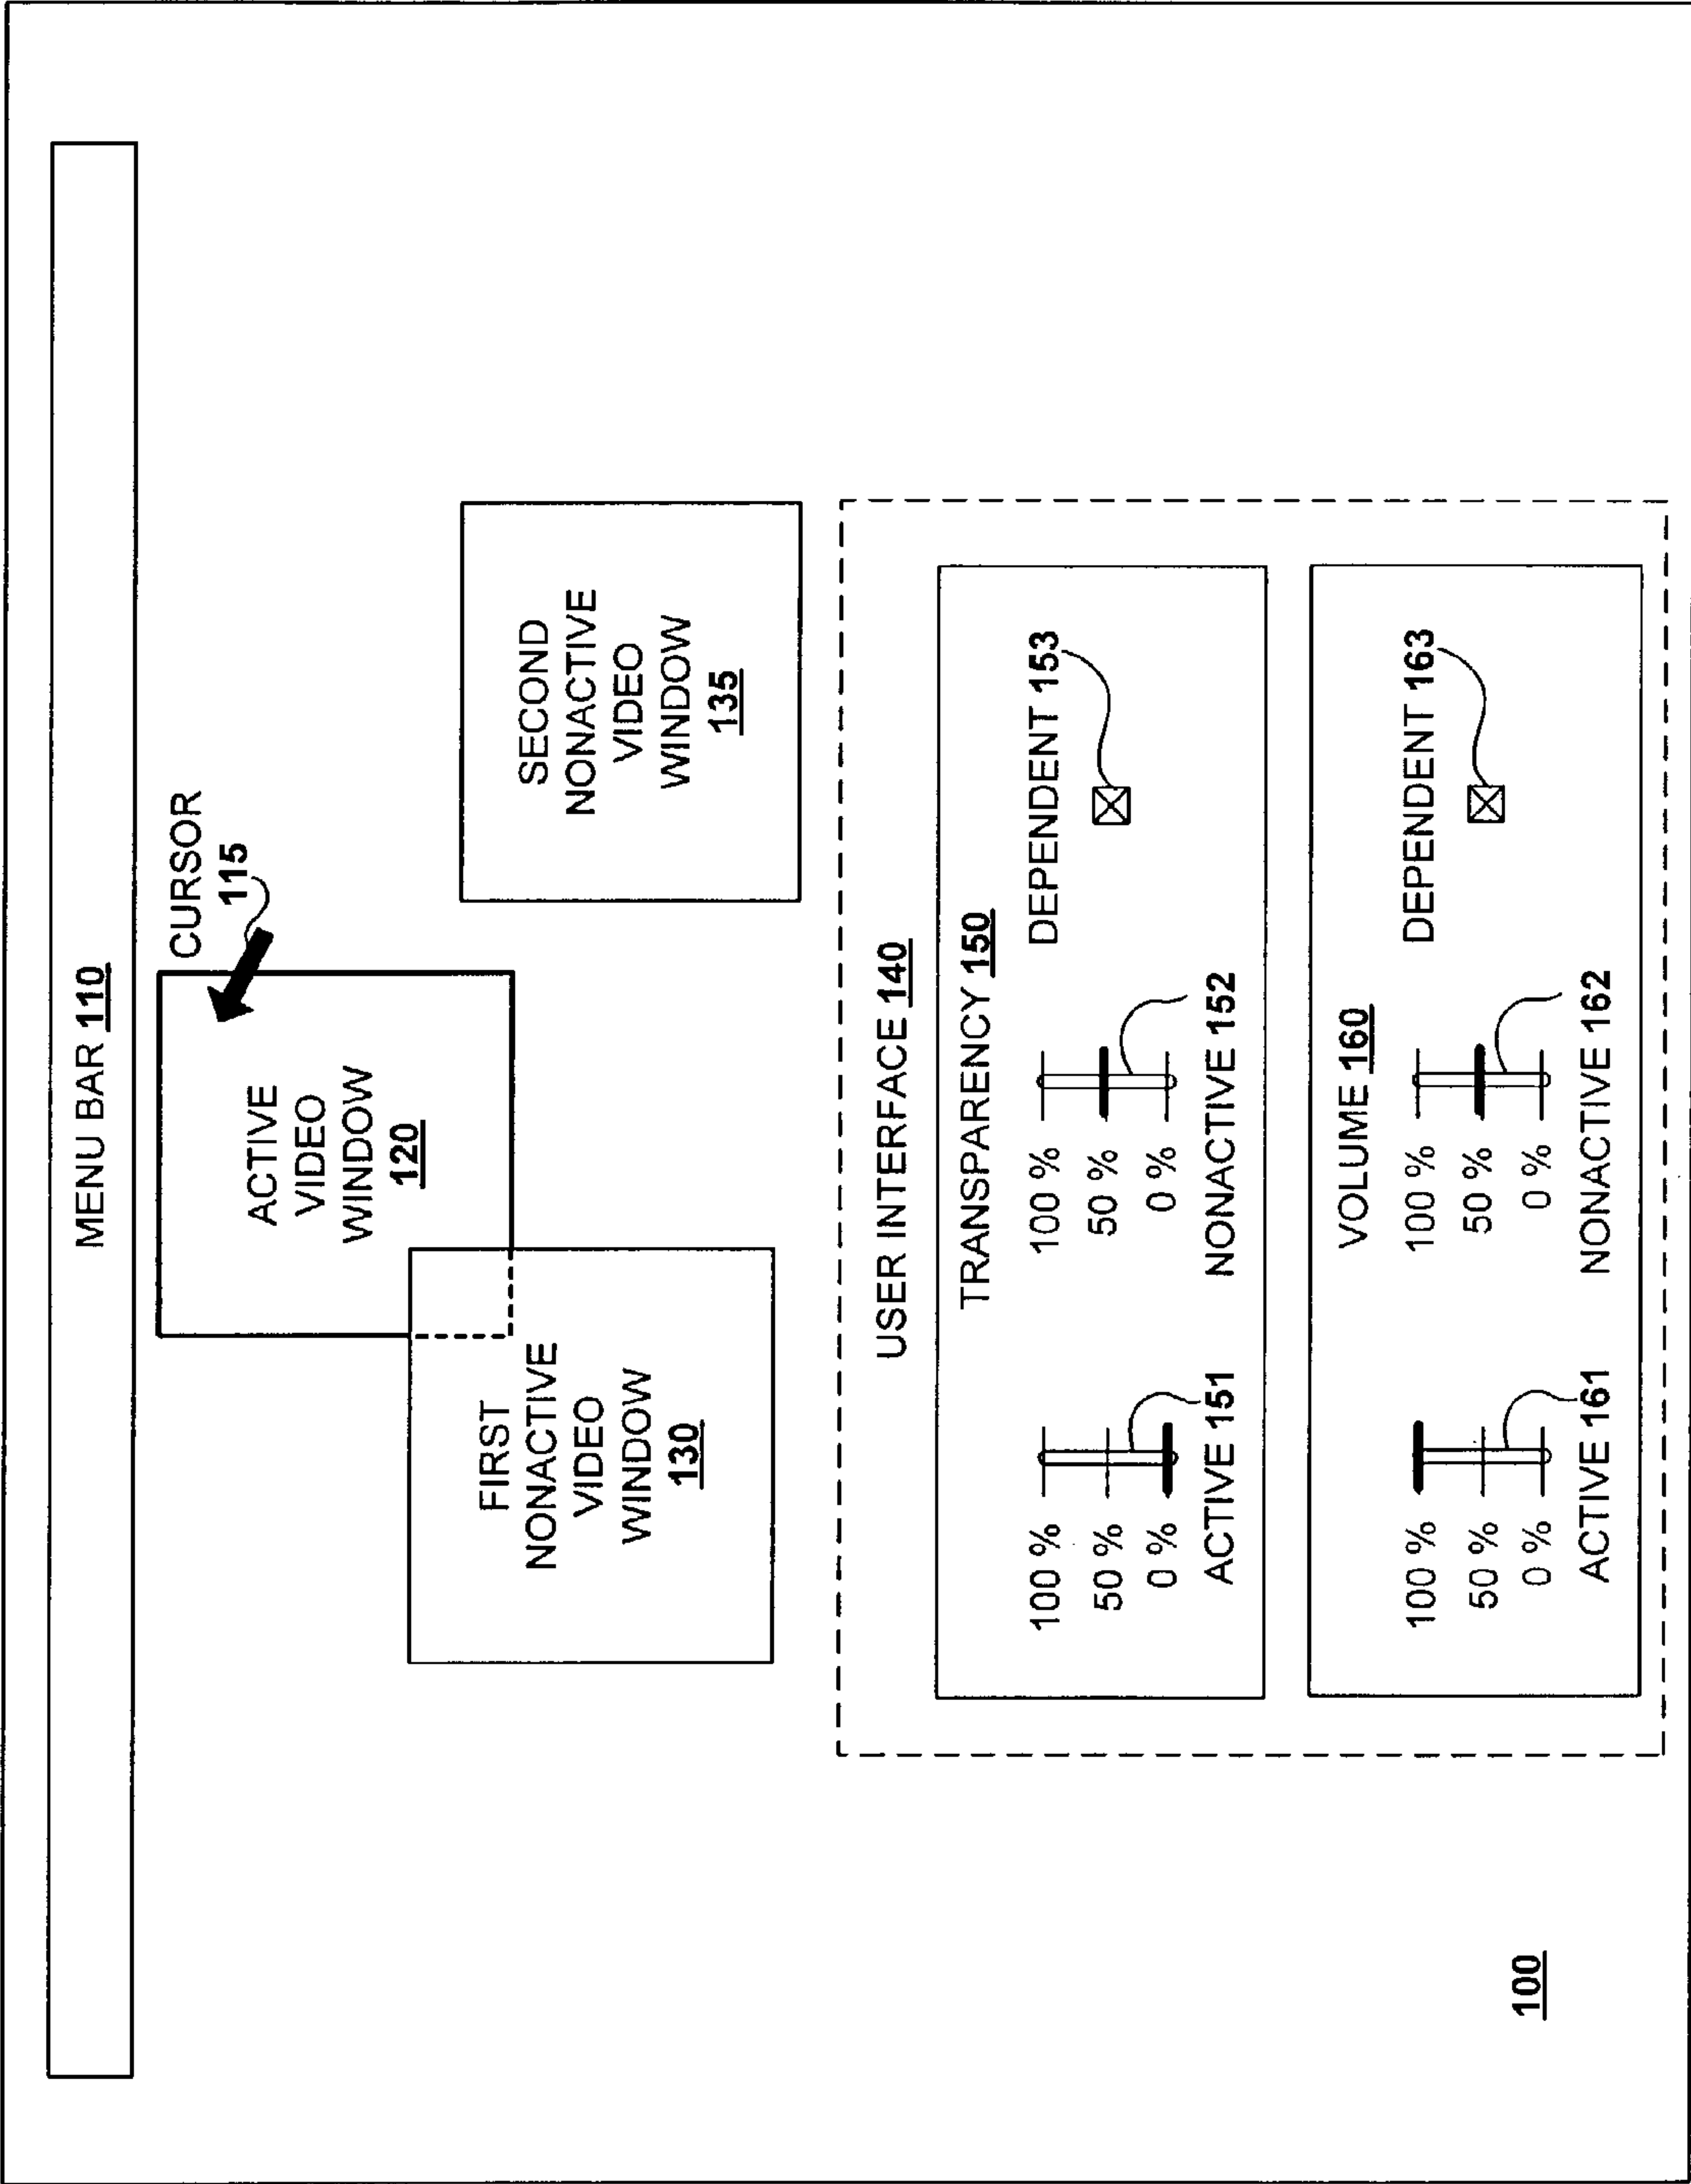 MENU BAR 110
CURSOR
115
ACTIVE
VIDEO
WINDOW
120
FIRST
NONACTIVE
VIDEO
WINDOW
130
SECOND
NONACTIVE
VIDEO
WINDOW
135
USER INTERFACE 140
TRANSPARENCY 150
100 %
50 %
0 %
ACTIVE 151
100 %
50 %
0 %
NONACTIVE 152
DEPENDENT 153
VOLUME 160
100 %
50 %
0 %
ACTIVE 161
100 %
50 %
0 %
NONACTIVE 162
DEPENDENT 163
100